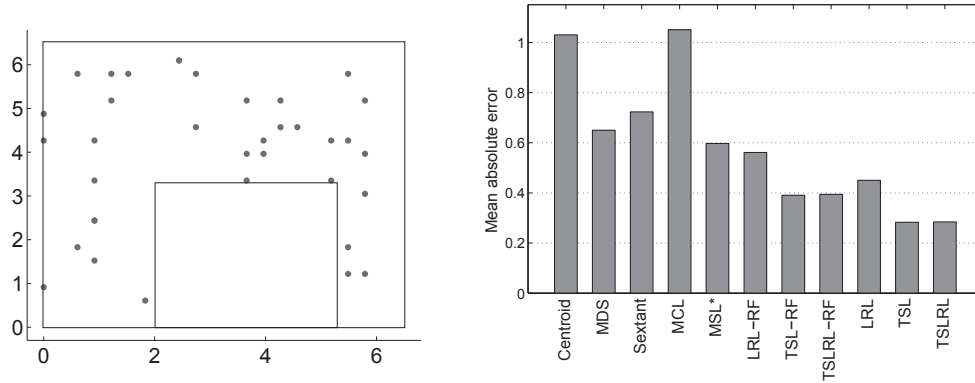 6
5
4
3
2
1
0
0 2 4 6
Mean absolute error
1
0.8
0.6
0.4
0.2
0
Centroid
MDS
Sextant
MCL
MSL*
LRL−RF
TSL−RF
TSLRL−RF
LRL
TSL
TSLRL